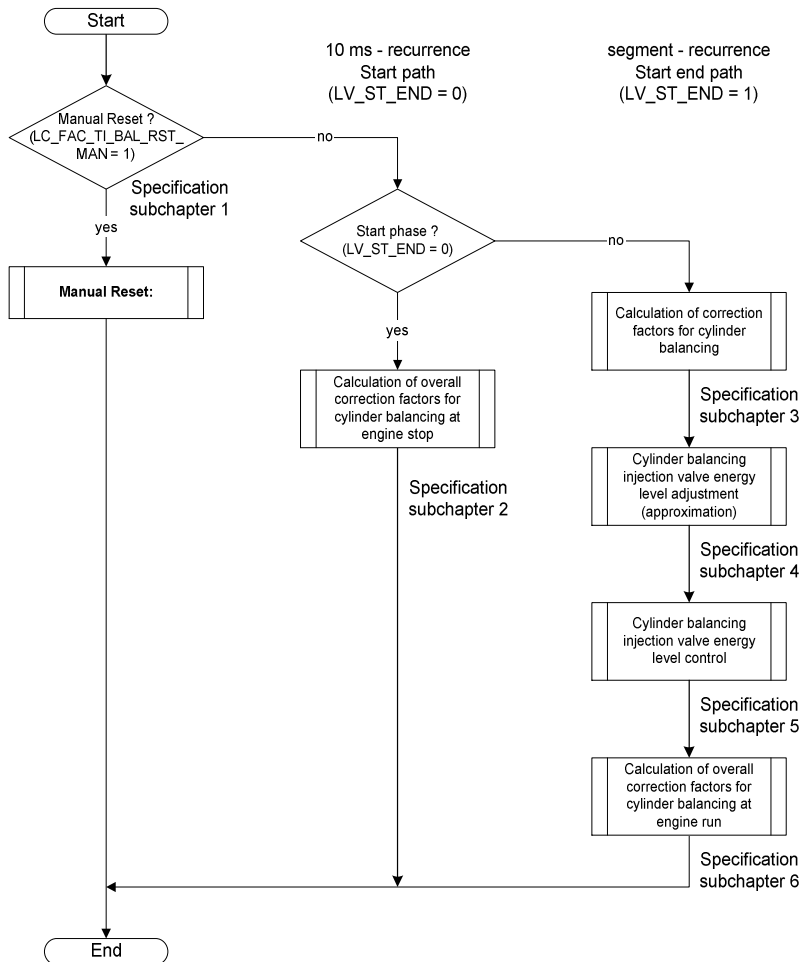 Start
10 ms - recurrence
Start path
(LV_ST_END = 0)
segment - recurrence
Start end path
(LV_ST_END = 1)
Manual Reset ?
(LC_FAC_TI_BAL_RST_
MAN = 1)
no
Specification
subchapter 1
yes
Start phase ?
(LV_ST_END = 0)
no
Manual Reset:
yes
Calculation of correction
factors for cylinder
balancing
Calculation of overall
correction factors for
cylinder balancing at
engine stop
Specification
subchapter 3
Cylinder balancing
injection valve energy
level adjustment
(approximation)
Specification
subchapter 2
Specification
subchapter 4
Cylinder balancing
injection valve energy
level control
Specification
subchapter 5
Calculation of overall
correction factors for
cylinder balancing at
engine run
Specification
subchapter 6
End